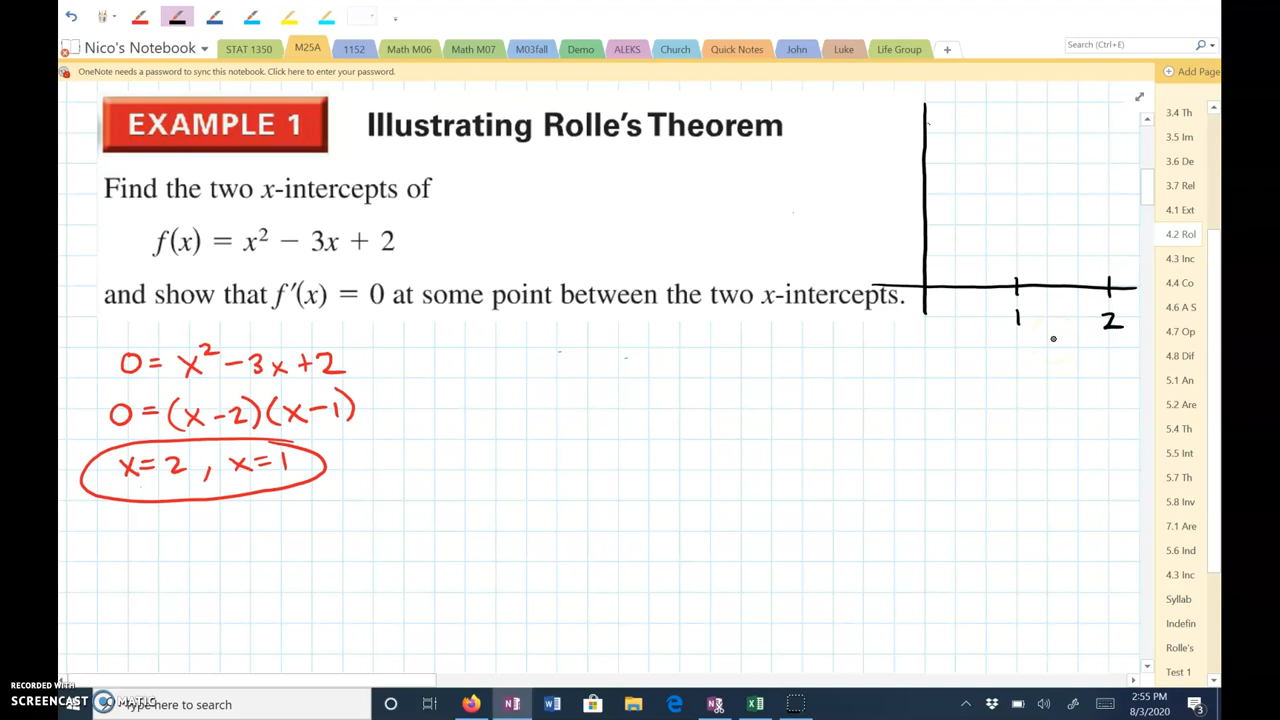 Nico's Notebook
STAT 1350
M25A
1152
Math M06
Math M07
M03fall
Demo
ALEKS
Church
Quick Notes
John
Luke
Life Group
Search (Ctrl+E)
OneNote needs a password to sync this notebook. Click here to enter your password.
Add Page
EXAMPLE 1 Illustrating Rolle's Theorem
Find the two x-intercepts of
f(x) = x² − 3x + 2
and show that f′(x) = 0 at some point between the two x-intercepts.
1 2
0 = x² − 3x + 2
0 = (x − 2)(x − 1)
x = 2 , x = 1
3.4 Th
3.5 Im
3.6 De
3.7 Rel
4.1 Ext
4.2 Rol
4.3 Inc
4.4 Co
4.6 A S
4.7 Op
4.8 Dif
5.1 An
5.2 Are
5.4 Th
5.5 Int
5.7 Th
5.8 Inv
7.1 Are
5.6 Ind
4.3 Inc
Syllab
Indefin
Rolle's
Test 1
RECORDED WITH
SCREENCAST MATIC
Type here to search
2:55 PM
8/3/2020
3